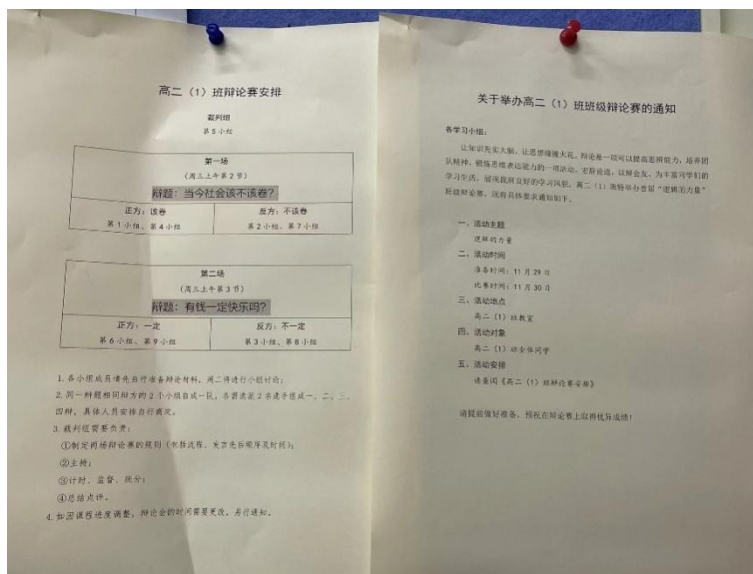 高二（1）班辩论赛安排
裁判组
第5小组
第一场
（周三上午第2节）
辩题：当今社会该不该卷？
正方：该卷
反方：不该卷
第1小组、第4小组
第2小组、第7小组
第二场
（周三上午第3节）
辩题：有钱一定快乐吗？
正方：一定
反方：不一定
第6小组、第9小组
第3小组、第8小组
1.各小组成员请先自行准备辩论材料，周二将进行小组讨论；
2.同一辩题相同辩方的2个小组自成一队，各需选派2名选手组成一、二、三、
四辩，具体人员安排自行商定。
3.裁判组需要负责：
①制定两场辩论赛的规则（包括流程、发言先后顺序及时间）；
②主持；
③计时、监督、统分；
④总结点评。
4.如因课程进度调整，辩论会的时间需要更改，另行通知。
关于举办高二（1）班班级辩论赛的通知
各学习小组：
让知识充实大脑，让思想碰撞火花。辩论是一项可以提高思辨能力，培养团
队精神，锻炼思维表达能力的一项活动。宏辞论道，以辩会友。为丰富同学们的
学习生活，展现我班良好的学习风貌，高二（1）班特举办首届“逻辑的力量”
班级辩论赛，现将具体要求通知如下。
一、活动主题
逻辑的力量
二、活动时间
准备时间：11月29日
比赛时间：11月30日
三、活动地点
高二（1）班教室
四、活动对象
高二（1）班全体同学
五、活动安排
请查阅《高二（1）班辩论赛安排》
请提前做好准备，预祝在辩论赛上取得优异成绩！